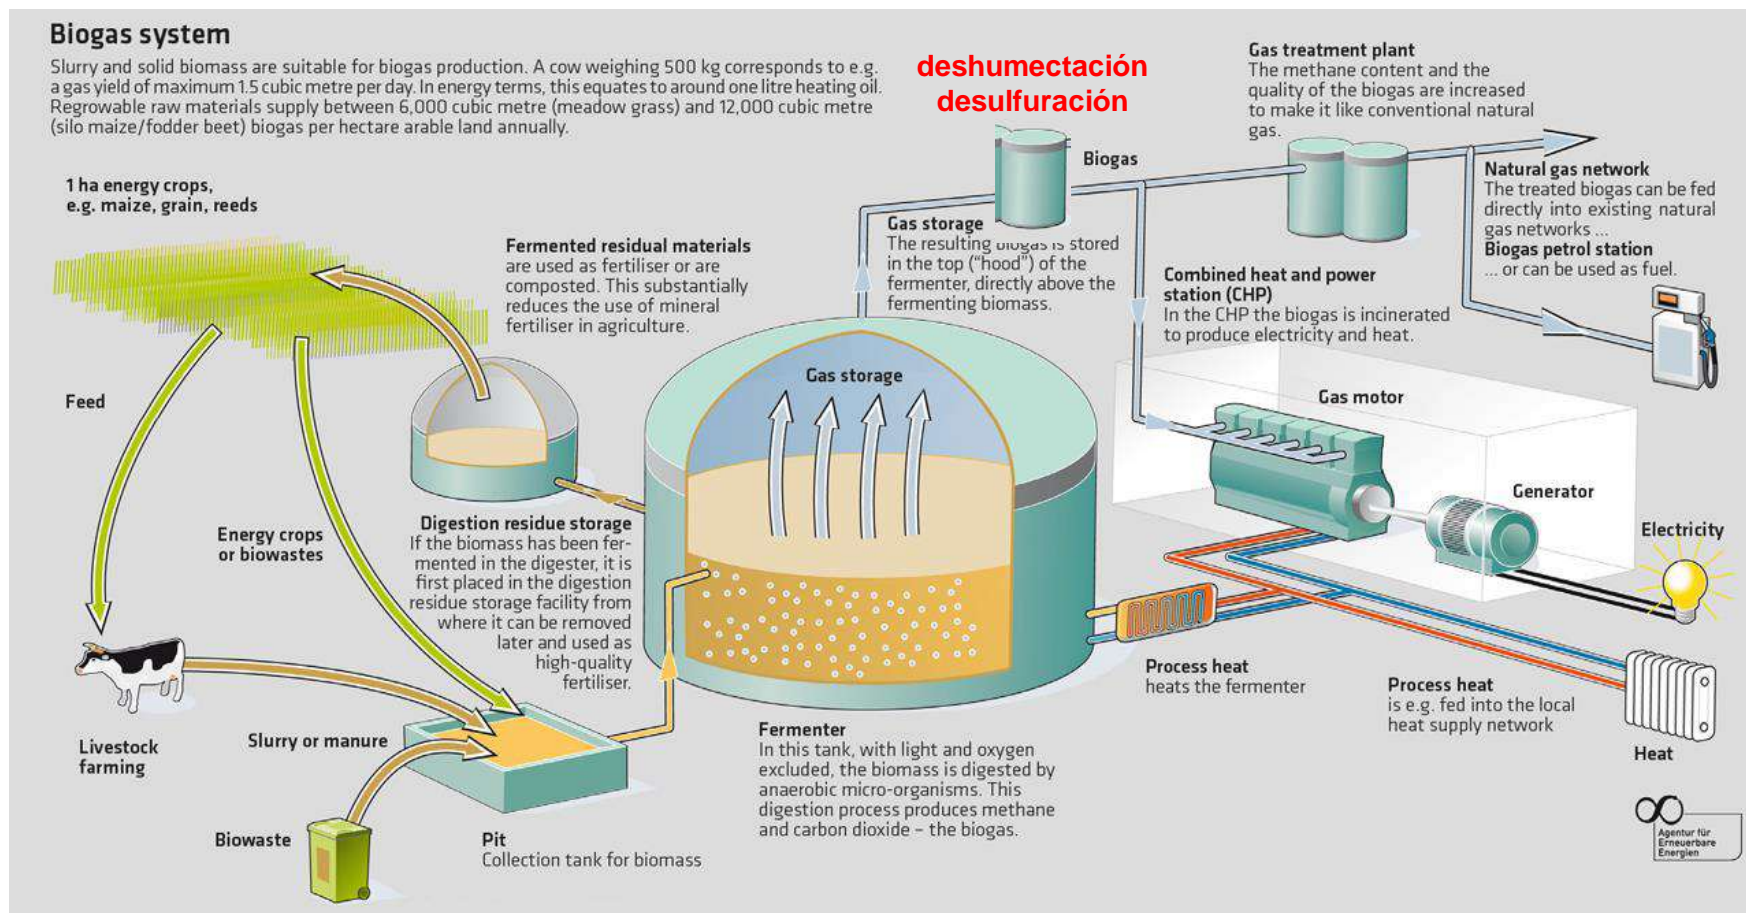 Biogas system
Slurry and solid biomass are suitable for biogas production. A cow weighing 500 kg corresponds to e.g.
a gas yield of maximum 1.5 cubic metre per day. In energy terms, this equates to around one litre heating oil.
Regrowable raw materials supply between 6,000 cubic metre (meadow grass) and 12,000 cubic metre
(silo maize/fodder beet) biogas per hectare arable land annually.
deshumectación
desulfuración
Gas treatment plant
The methane content and the
quality of the biogas are increased
to make it like conventional natural
gas.
Biogas
Natural gas network
The treated biogas can be fed
directly into existing natural
gas networks ...
Biogas petrol station
... or can be used as fuel.
1 ha energy crops,
e.g. maize, grain, reeds
Fermented residual materials
are used as fertiliser or are
composted. This substantially
reduces the use of mineral
fertiliser in agriculture.
Gas storage
The resulting biogas is stored
in the top (“hood”) of the
fermenter, directly above the
fermenting biomass.
Combined heat and power
station (CHP)
In the CHP the biogas is incinerated
to produce electricity and heat.
Gas storage
Feed
Gas motor
Generator
Electricity
Energy crops
or biowastes
Digestion residue storage
If the biomass has been fer-
mented in the digester, it is
first placed in the digestion
residue storage facility from
where it can be removed
later and used as
high-quality
fertiliser.
Process heat
heats the fermenter
Process heat
is e.g. fed into the local
heat supply network
Heat
Livestock
farming
Slurry or manure
Fermenter
In this tank, with light and oxygen
excluded, the biomass is digested by
anaerobic micro-organisms. This
digestion process produces methane
and carbon dioxide – the biogas.
Biowaste
Pit
Collection tank for biomass
Agentur für
Erneuerbare
Energien